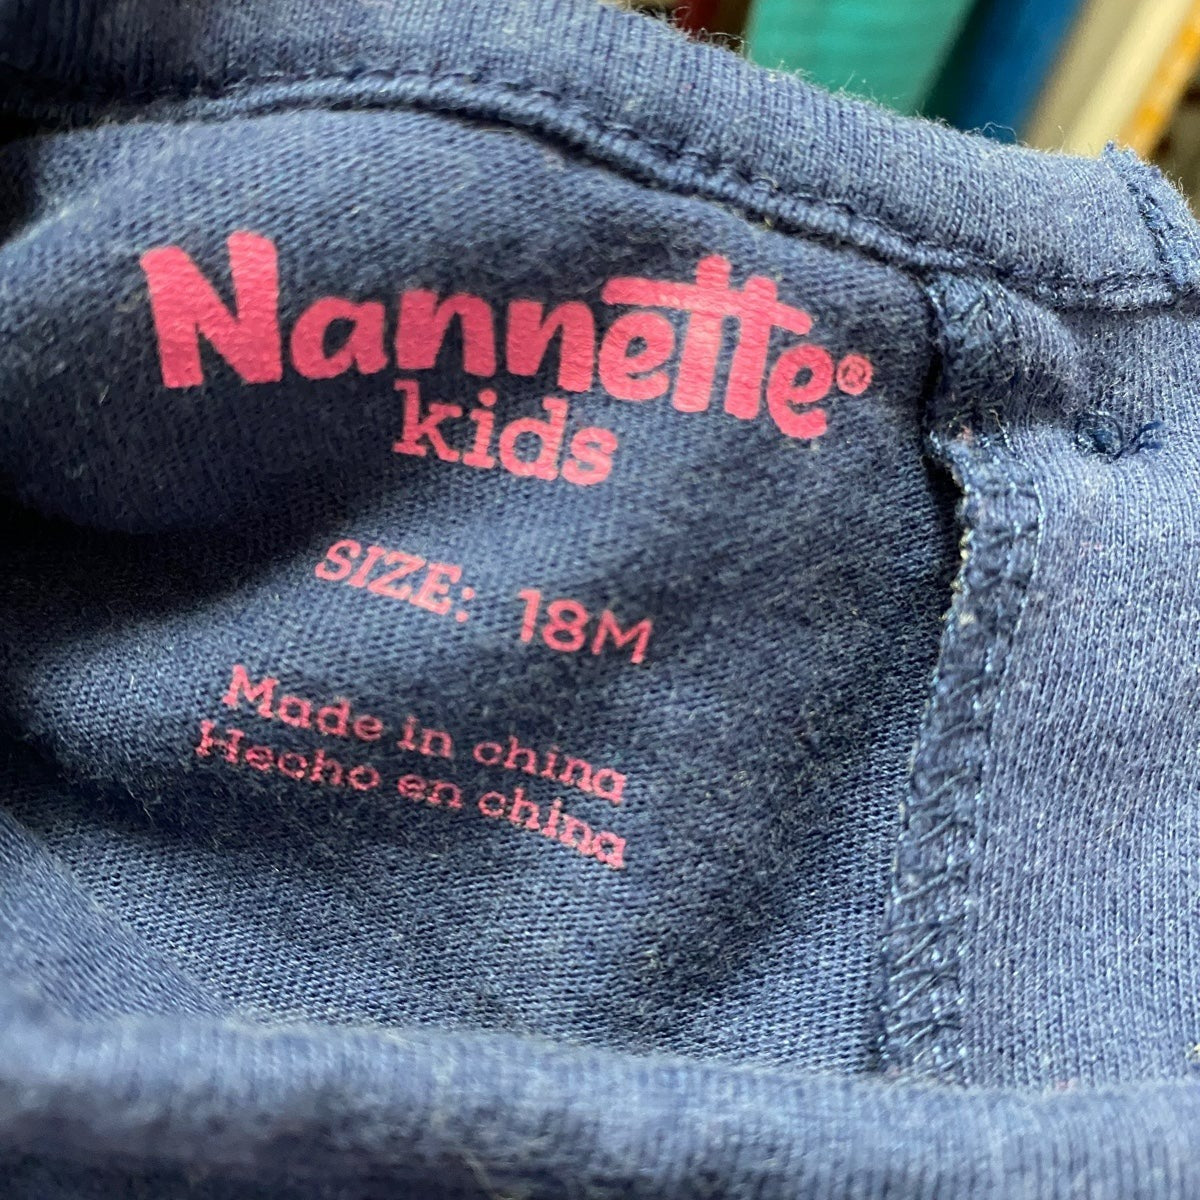 Nannette®
kids
SIZE: 18M
Made in china
Hecho en china